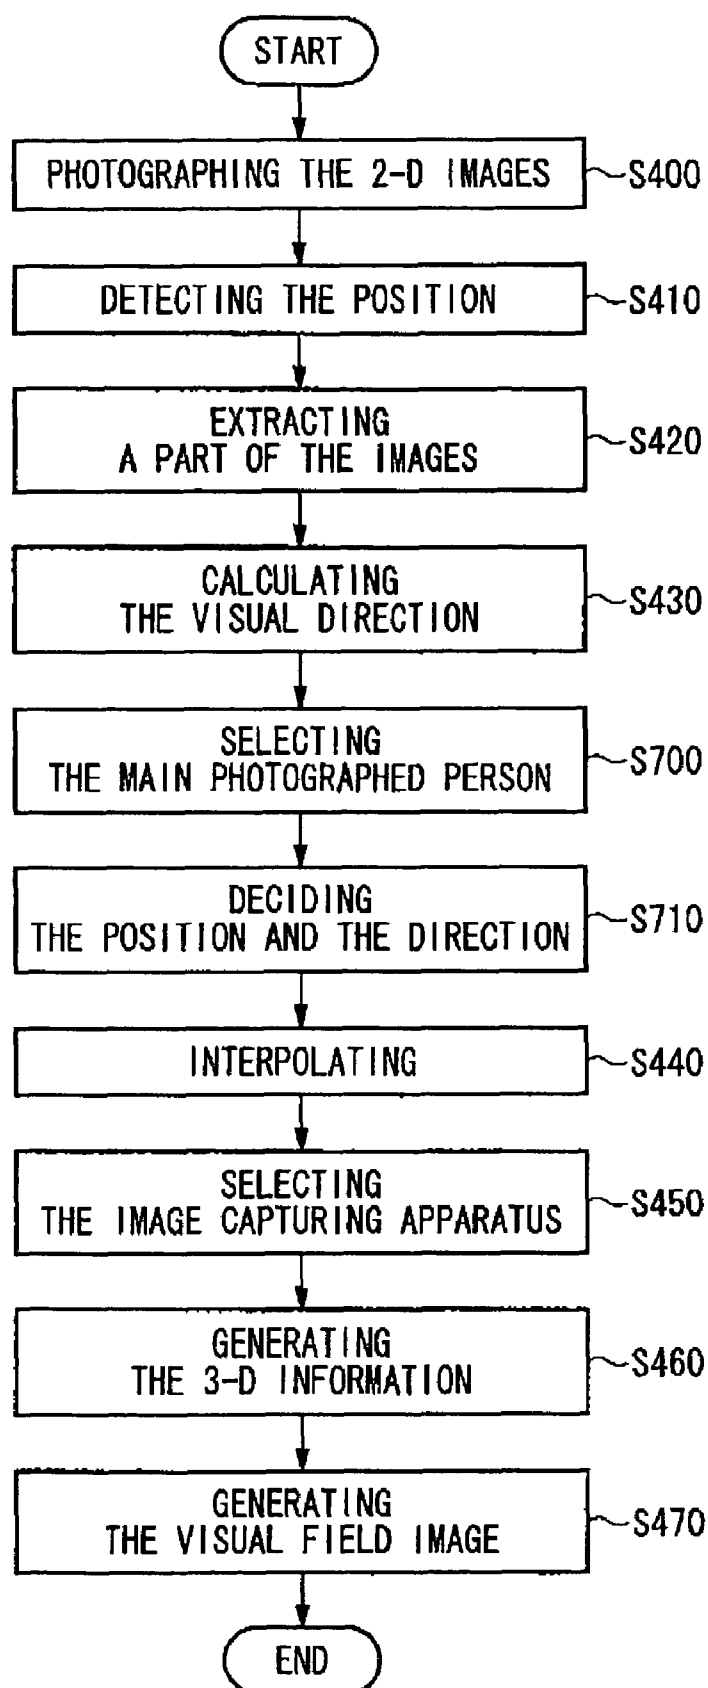 START
PHOTOGRAPHING THE 2-D IMAGES
S400
DETECTING THE POSITION
S410
EXTRACTING
A PART OF THE IMAGES
S420
CALCULATING
THE VISUAL DIRECTION
S430
SELECTING
THE MAIN PHOTOGRAPHED PERSON
S700
DECIDING
THE POSITION AND THE DIRECTION
S710
INTERPOLATING
S440
SELECTING
THE IMAGE CAPTURING APPARATUS
S450
GENERATING
THE 3-D INFORMATION
S460
GENERATING
THE VISUAL FIELD IMAGE
S470
END